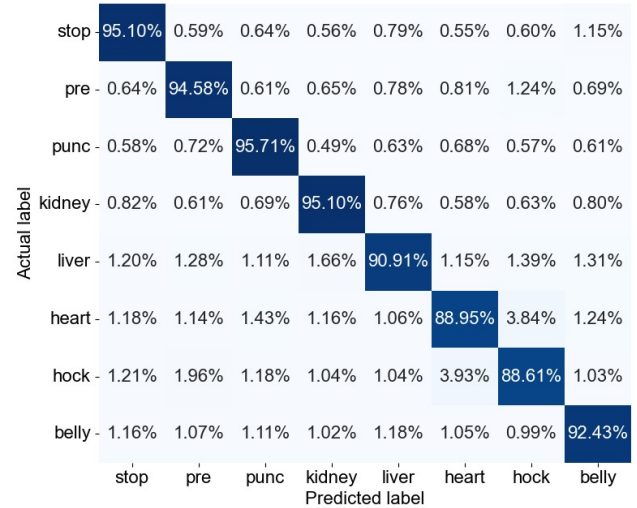 stop 95.10% 0.59% 0.64% 0.56% 0.79% 0.55% 0.60% 1.15%
pre 0.64% 94.58% 0.61% 0.65% 0.78% 0.81% 1.24% 0.69%
punc 0.58% 0.72% 95.71% 0.49% 0.63% 0.68% 0.57% 0.61%
kidney 0.82% 0.61% 0.69% 95.10% 0.76% 0.58% 0.63% 0.80%
liver 1.20% 1.28% 1.11% 1.66% 90.91% 1.15% 1.39% 1.31%
heart 1.18% 1.14% 1.43% 1.16% 1.06% 88.95% 3.84% 1.24%
hock 1.21% 1.96% 1.18% 1.04% 1.04% 3.93% 88.61% 1.03%
belly 1.16% 1.07% 1.11% 1.02% 1.18% 1.05% 0.99% 92.43%
stop pre punc kidney liver heart hock belly
Predicted label
Actual label